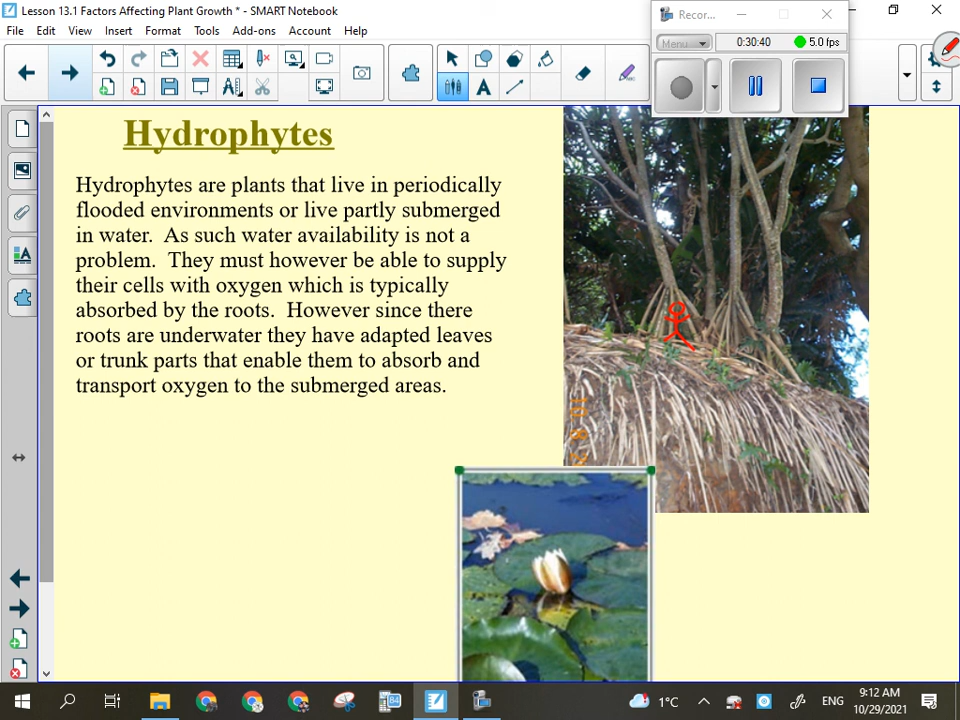 Lesson 13.1 Factors Affecting Plant Growth * - SMART Notebook
File Edit View Insert Format Tools Add-ons Account Help
Recor...
Menu
0:30:40
5.0 fps
Hydrophytes
Hydrophytes are plants that live in periodically
flooded environments or live partly submerged
in water. As such water availability is not a
problem. They must however be able to supply
their cells with oxygen which is typically
absorbed by the roots. However since there
roots are underwater they have adapted leaves
or trunk parts that enable them to absorb and
transport oxygen to the submerged areas.
1°C
ENG
9:12 AM
10/29/2021